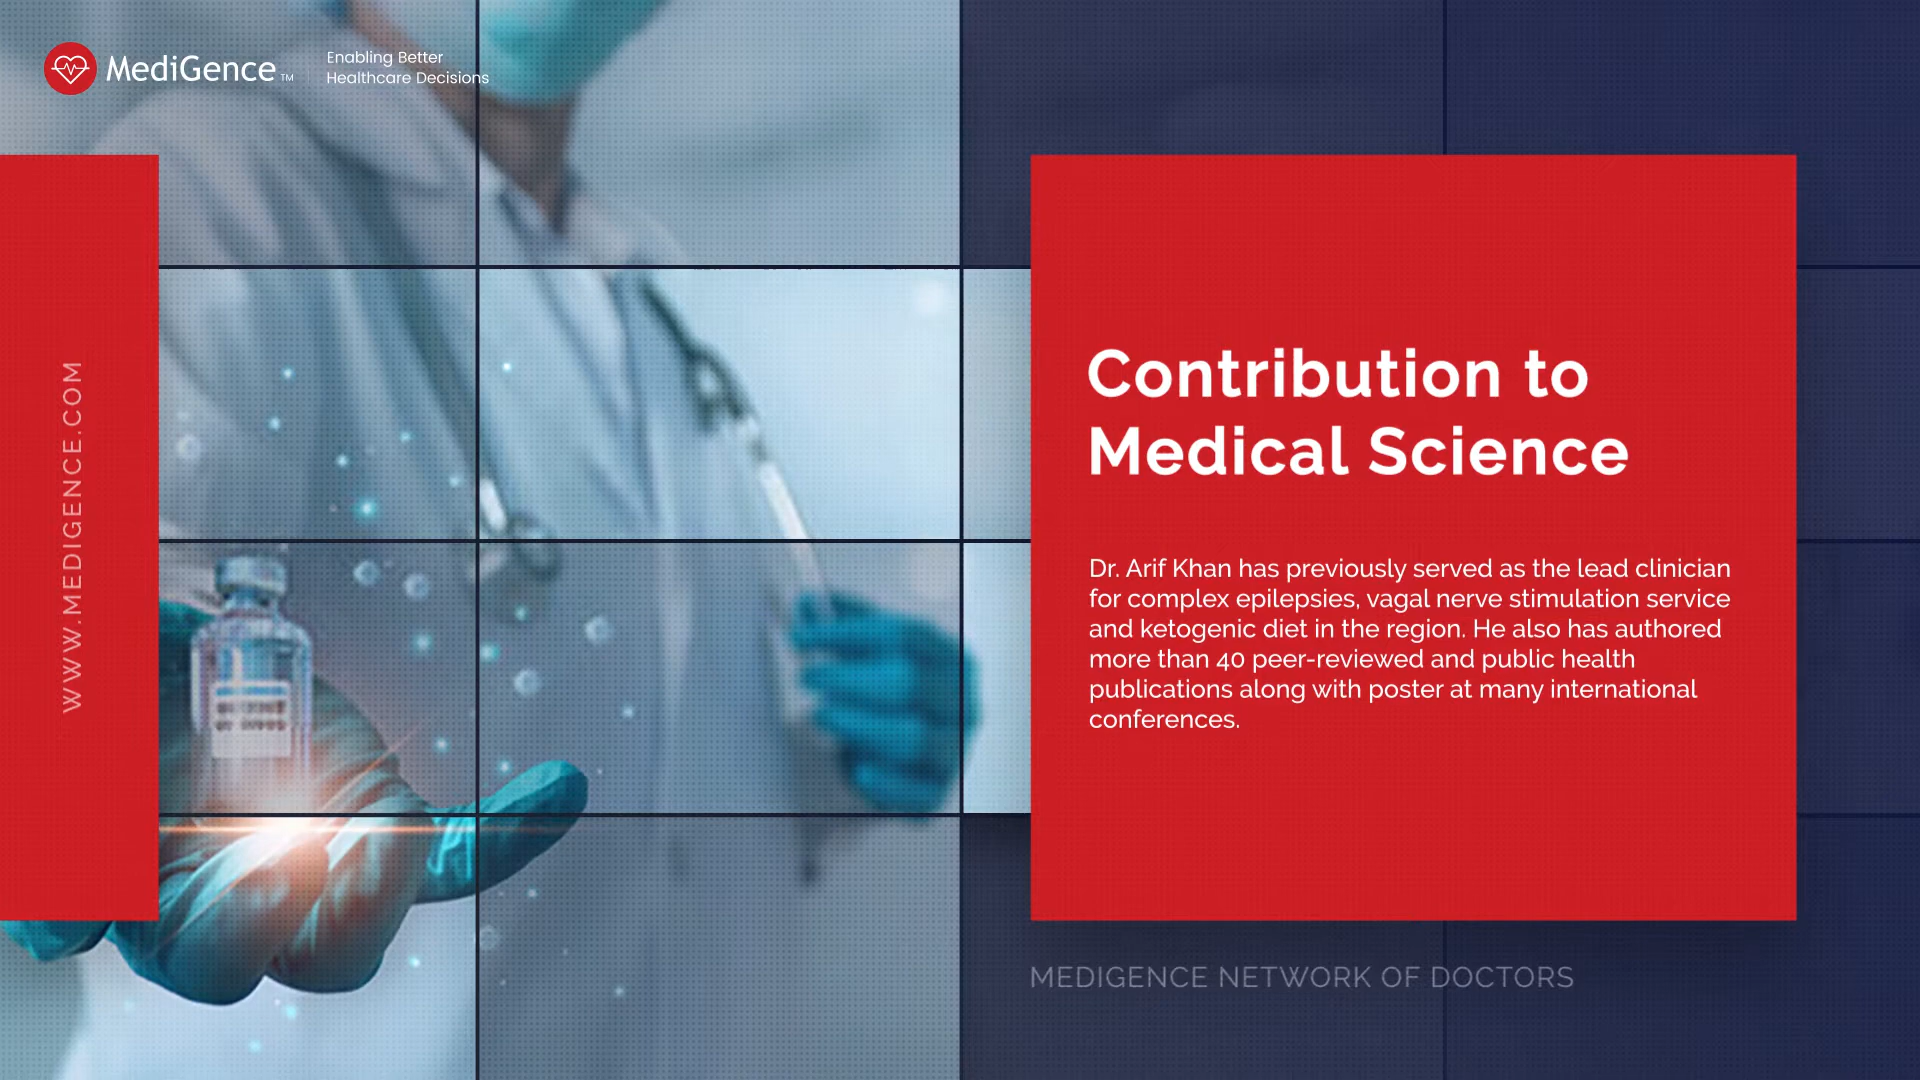 MediGence TM
Enabling Better
Healthcare Decisions
WWW.MEDIGENCE.COM
Contribution to
Medical Science
Dr. Arif Khan has previously served as the lead clinician
for complex epilepsies, vagal nerve stimulation service
and ketogenic diet in the region. He also has authored
more than 40 peer-reviewed and public health
publications along with poster at many international
conferences.
MEDIGENCE NETWORK OF DOCTORS